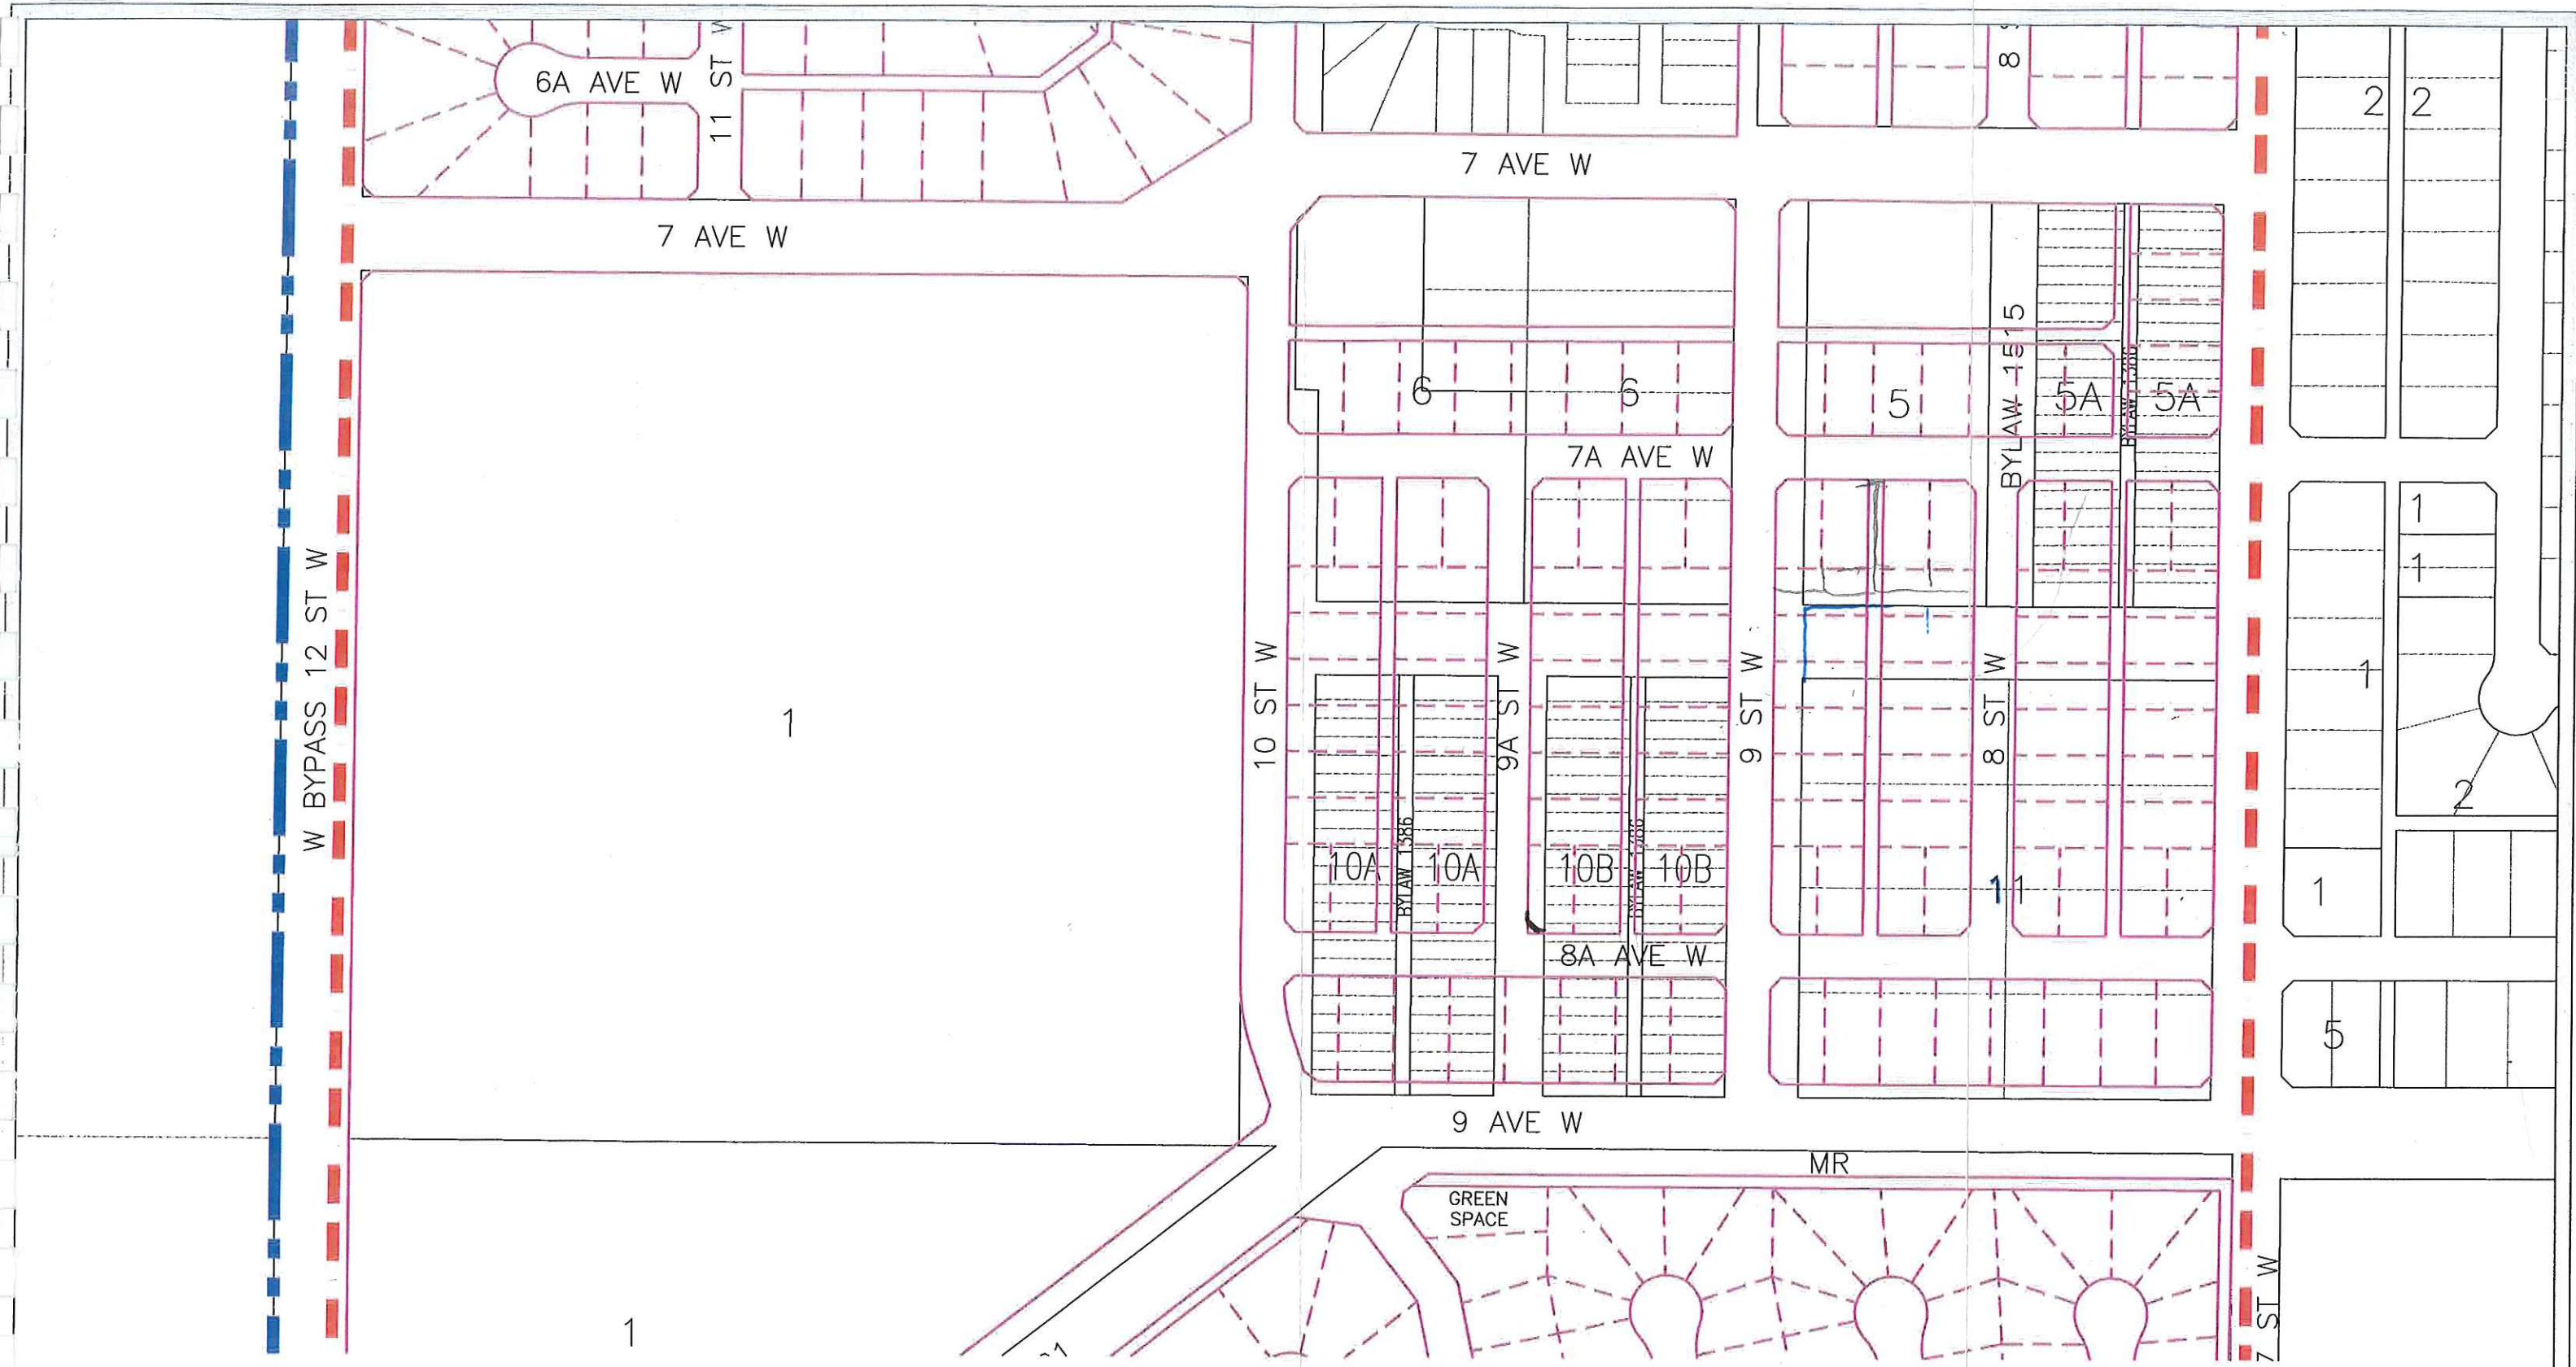 6A AVE W
11 ST W
8
2
2
7 AVE W
7 AVE W
BYLAW 1515
6
6
5
5A
5A
7A AVE W
1
1
W BYPASS 12 ST W
1
10 ST W
9A ST W
9 ST W
8 ST W
1
2
BYLAW 1386
10A
10A
10B
10B
11
1
8A AVE W
5
9 AVE W
MR
GREEN
SPACE
7 ST W
1